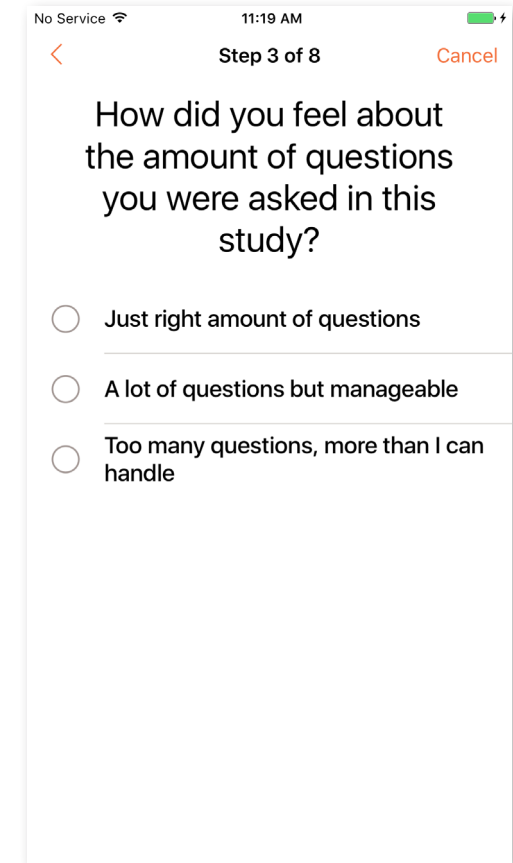 No Service
11:19 AM
Step 3 of 8
Cancel
How did you feel about
the amount of questions
you were asked in this
study?
Just right amount of questions
A lot of questions but manageable
Too many questions, more than I can
handle